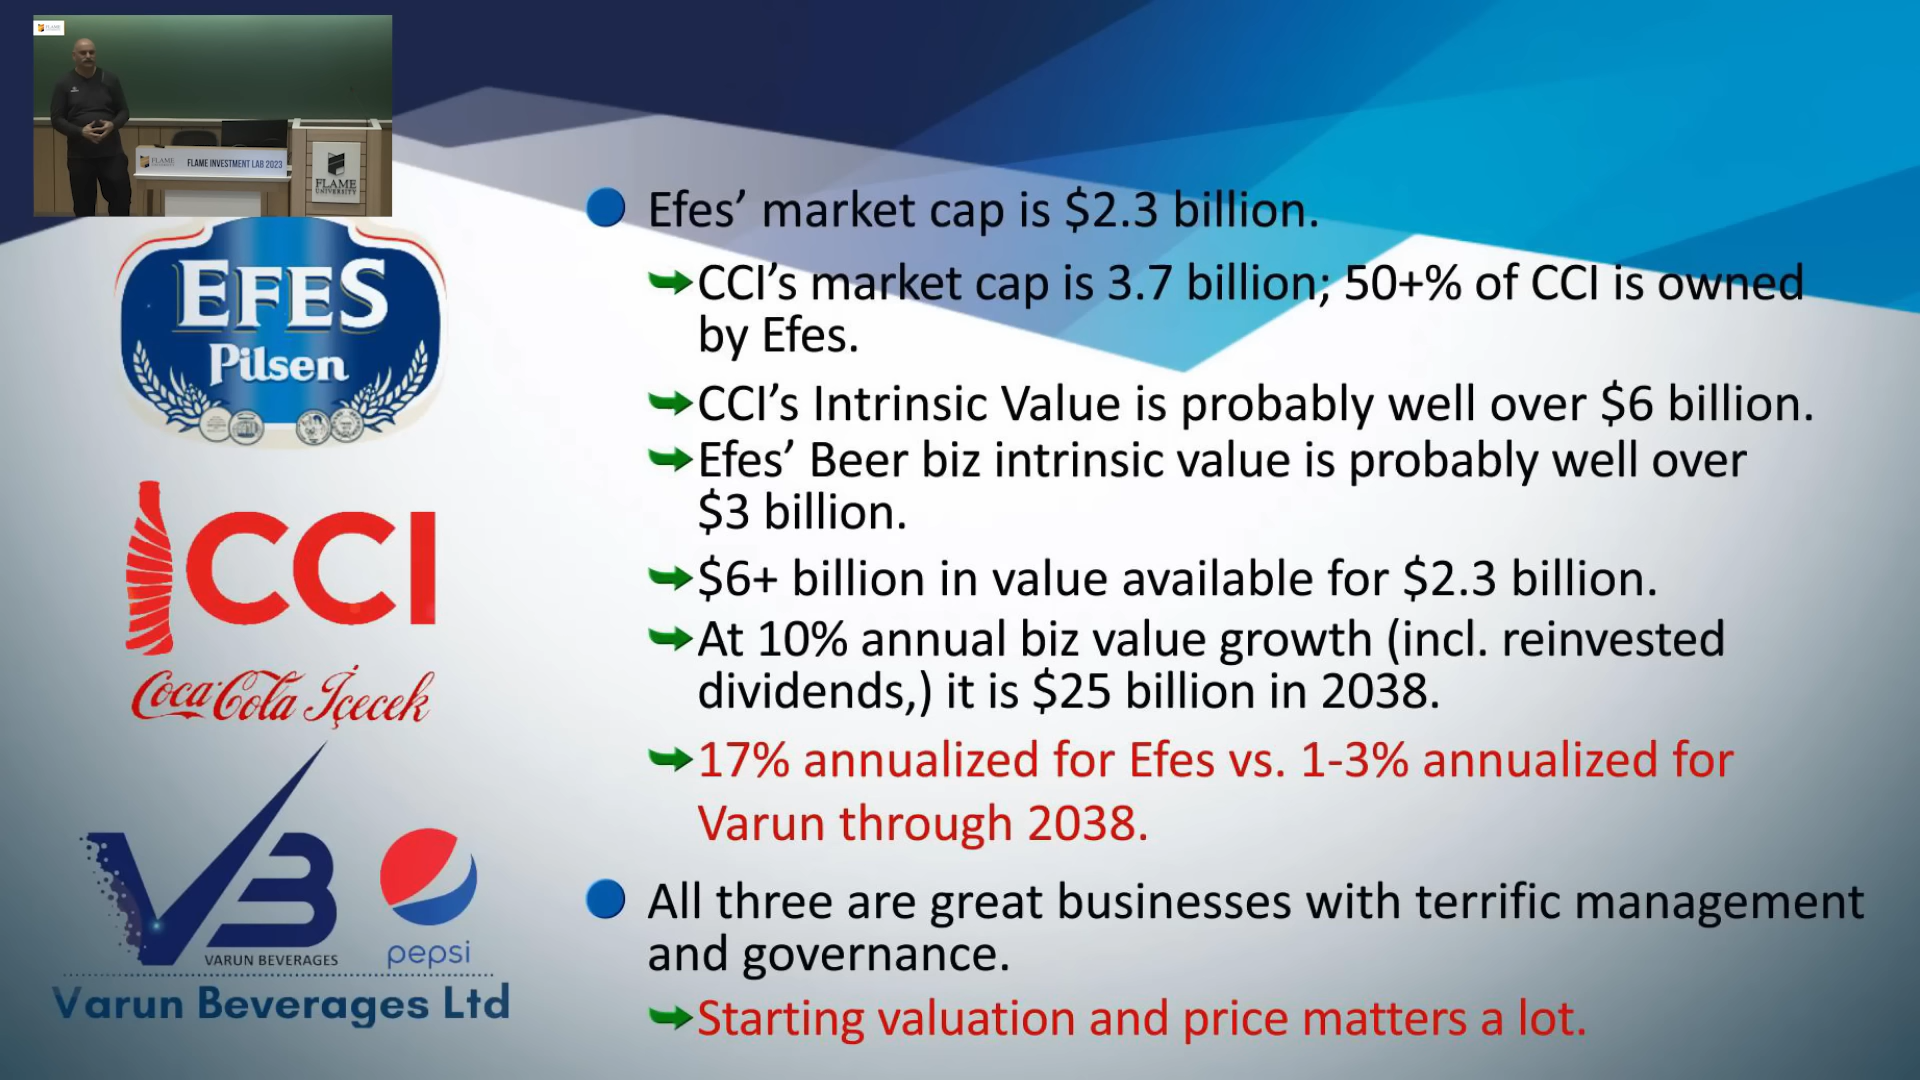 FLAME INVESTMENT LAB 2023
FLAME
FLAME
UNIVERSITY
EFES
Pilsen
CCI
Coca-Cola İçecek
VB
VARUN BEVERAGES
pepsi
Varun Beverages Ltd
Efes’ market cap is $2.3 billion.
CCI’s market cap is 3.7 billion; 50+% of CCI is owned
by Efes.
CCI’s Intrinsic Value is probably well over $6 billion.
Efes’ Beer biz intrinsic value is probably well over
$3 billion.
$6+ billion in value available for $2.3 billion.
At 10% annual biz value growth (incl. reinvested
dividends,) it is $25 billion in 2038.
17% annualized for Efes vs. 1-3% annualized for
Varun through 2038.
All three are great businesses with terrific management
and governance.
Starting valuation and price matters a lot.